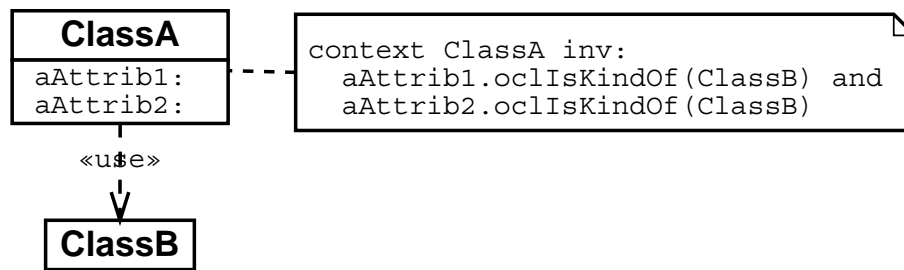 ClassA
aAttrib1:
aAttrib2:
context ClassA inv:
aAttrib1.oclIsKindOf(ClassB) and
aAttrib2.oclIsKindOf(ClassB)
«use»
ClassB